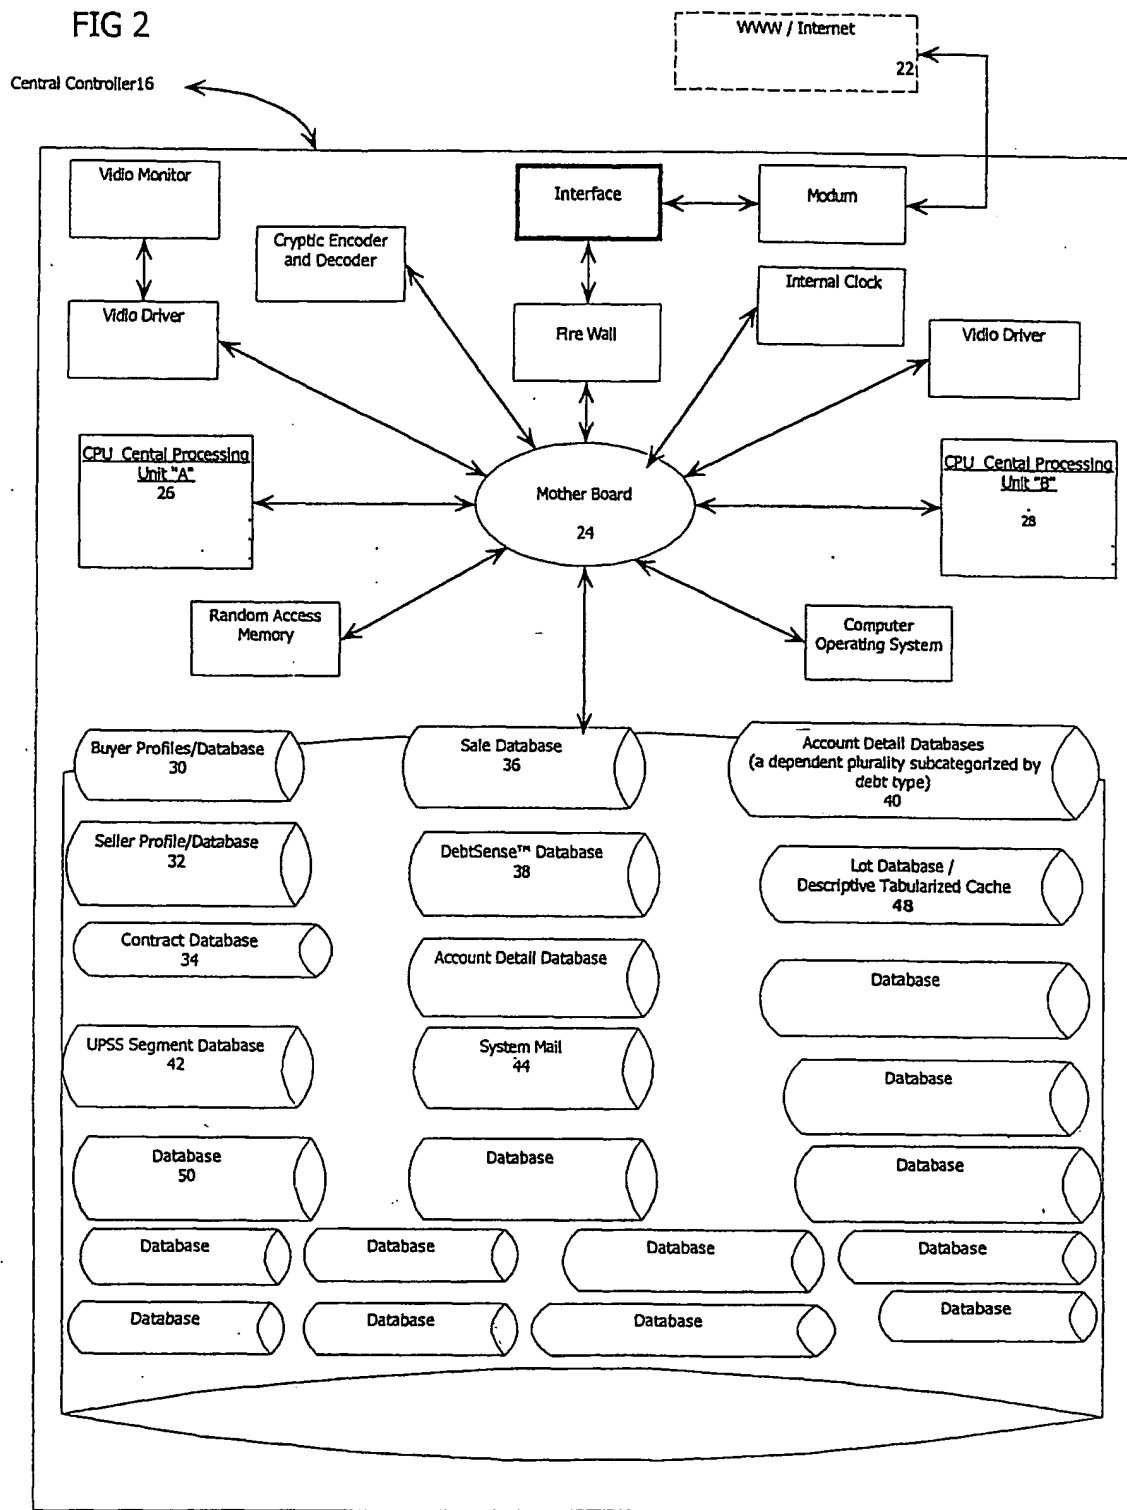 FIG 2
WWW / Internet
22
Central Controller16
Vidio Monitor
Interface
Modum
Cryptic Encoder
and Decoder
Internal Clock
Vidio Driver
Fire Wall
Vidio Driver
CPU Cental Processing
Unit "A"
26
Mother Board
24
CPU Cental Processing
Unit "B"
28
Random Access
Memory
Computer
Operating System
Buyer Profiles/Database
30
Sale Database
36
Account Detail Databases
(a dependent plurality subcategorized by
debt type)
40
Seller Profile/Database
32
DebtSense™ Database
38
Lot Database /
Descriptive Tabularized Cache
48
Contract Database
34
Account Detail Database
Database
UPSS Segment Database
42
System Mail
44
Database
Database
50
Database
Database
Database
Database
Database
Database
Database
Database
Database
Database